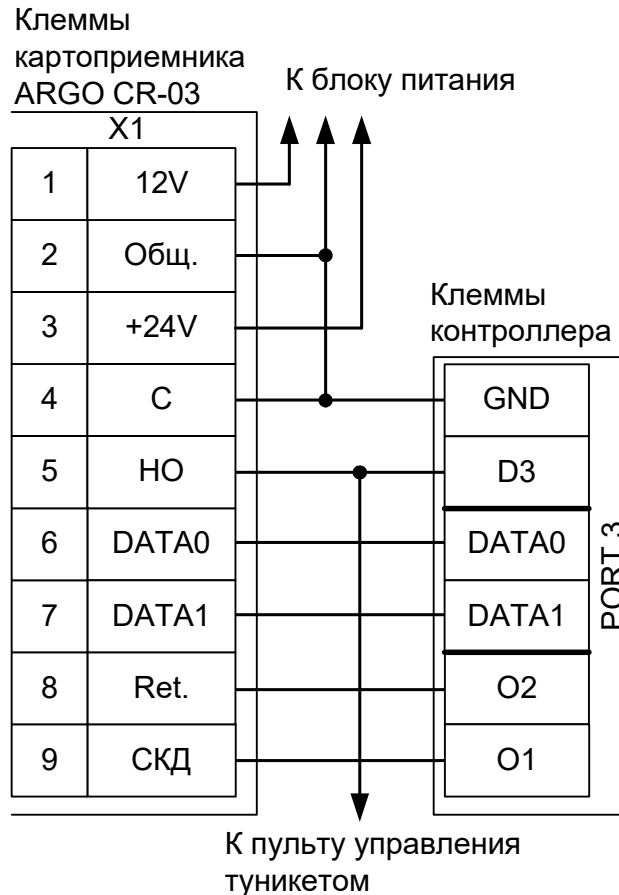 Клеммы
картоприемника
ARGO CR-03
К блоку питания
X1
1 12V
2 Общ.
3 +24V
4 С
5 НО
6 DATA0
7 DATA1
8 Ret.
9 СКД
Клеммы
контроллера
GND
D3
DATA0
DATA1
O2
O1
PORT 3
К пульту управления
туникетом